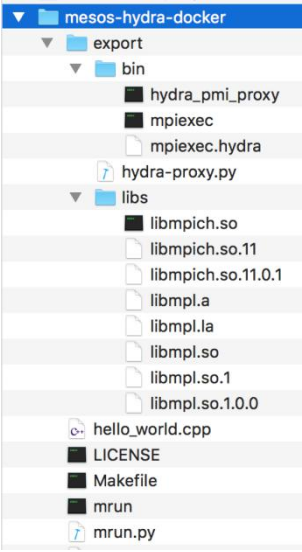 mesos-hydra-docker
export
bin
hydra_pmi_proxy
mpiexec
mpiexec.hydra
hydra-proxy.py
libs
libmpich.so
libmpich.so.11
libmpich.so.11.0.1
libmpl.a
libmpl.la
libmpl.so
libmpl.so.1
libmpl.so.1.0.0
C++
hello_world.cpp
LICENSE
Makefile
mrun
mrun.py